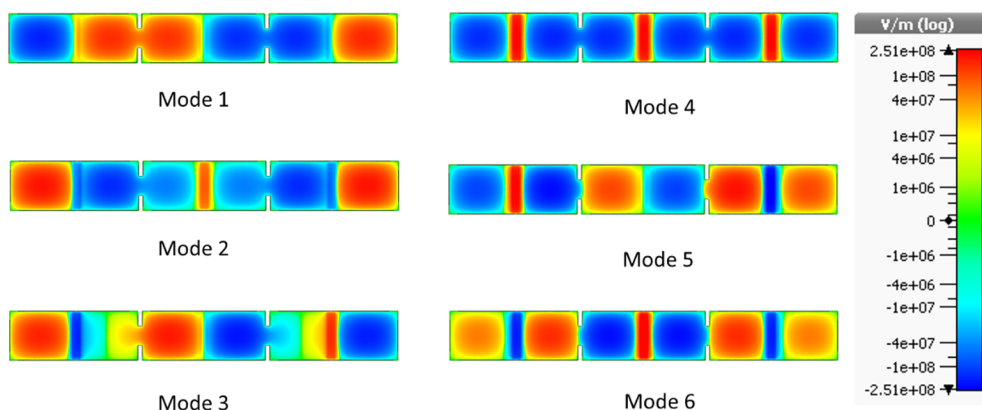 V/m (log)
2.51e+08
1e+08
4e+07
1e+07
4e+06
1e+06
0
-1e+06
-4e+06
-1e+07
-4e+07
-1e+08
-2.51e+08
Mode 1
Mode 4
Mode 2
Mode 5
Mode 3
Mode 6